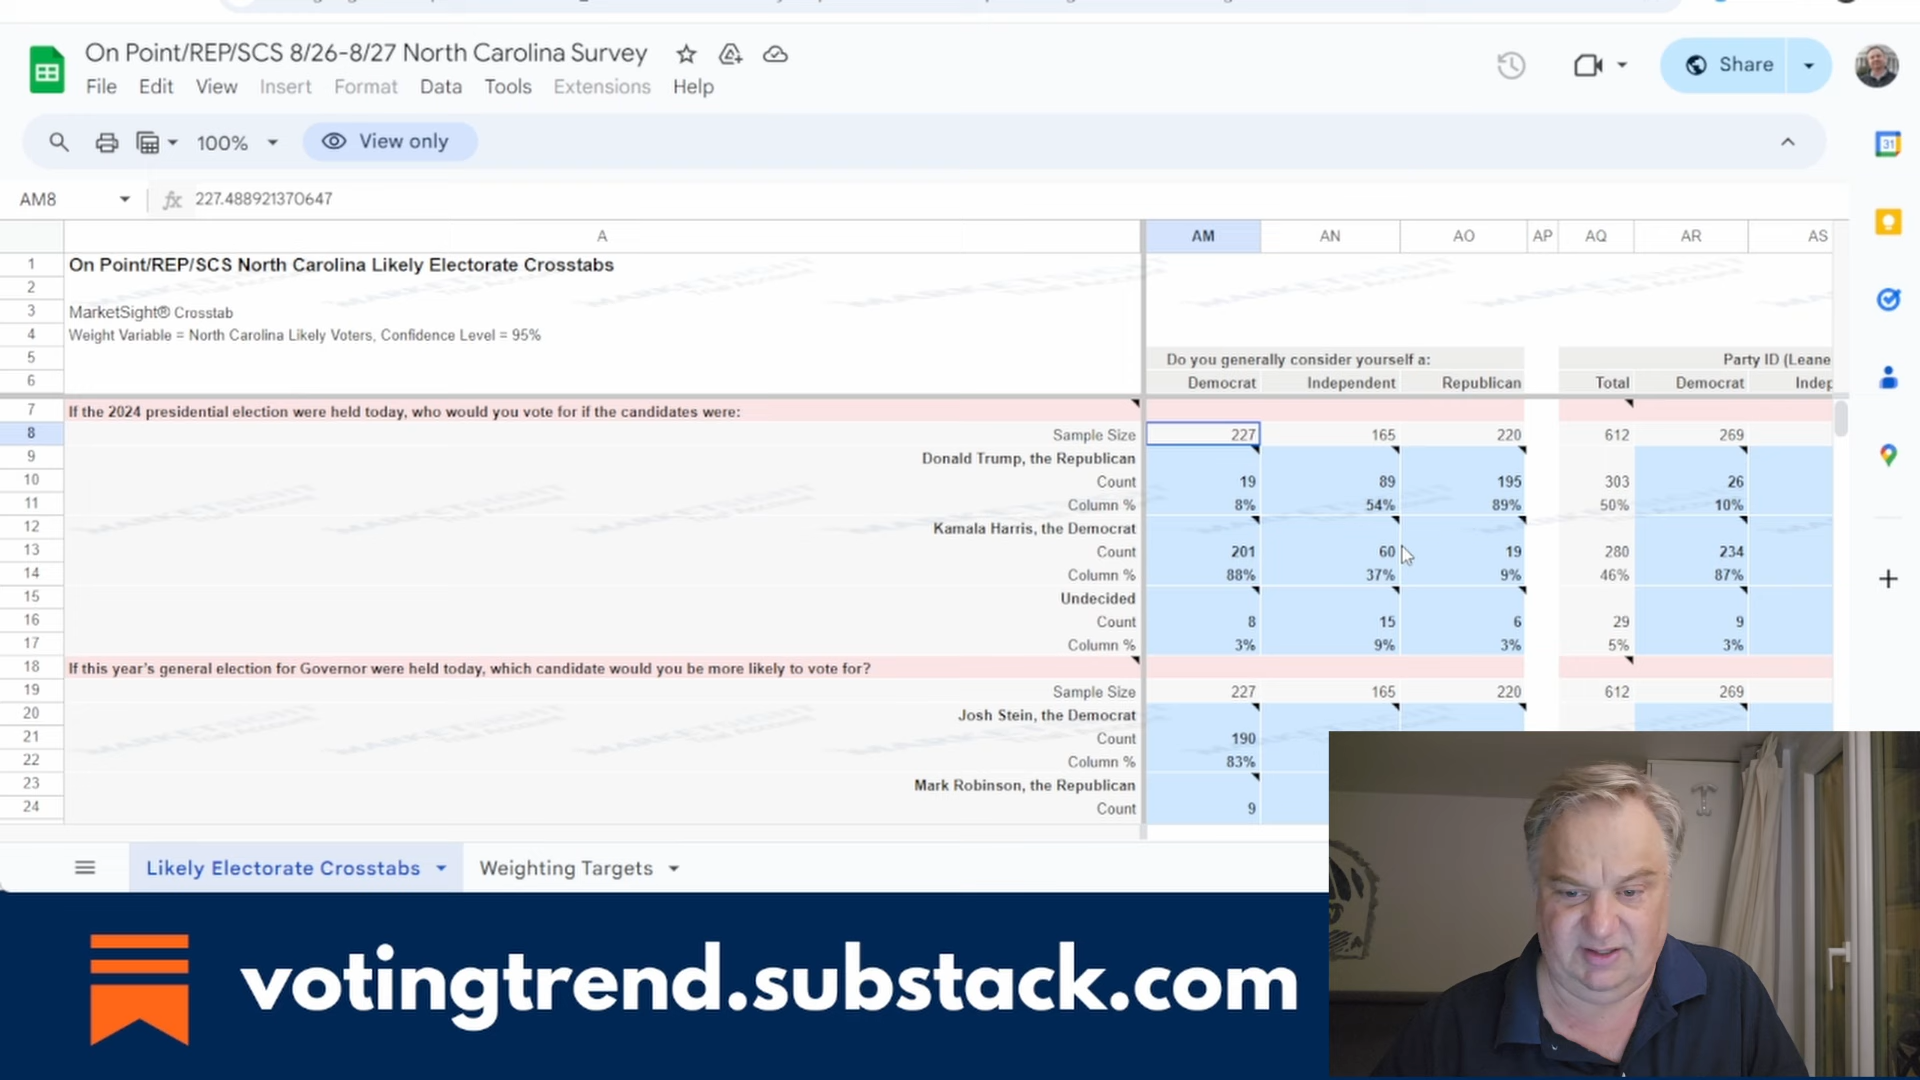 On Point/REP/SCS 8/26-8/27 North Carolina Survey
Share
File Edit View Insert Format Data Tools Extensions Help
100% View only
31
AM8 fx 227.488921370647
A AM AN AO AP AQ AR AS
1 On Point/REP/SCS North Carolina Likely Electorate Crosstabs
2
3 MarketSight® Crosstab
4 Weight Variable = North Carolina Likely Voters, Confidence Level = 95%
5 Do you generally consider yourself a: Party ID (Leane
6 Democrat Independent Republican Total Democrat Indep
7 If the 2024 presidential election were held today, who would you vote for if the candidates were:
8 Sample Size 227 165 220 612 269
9 Donald Trump, the Republican
10 Count 19 89 195 303 26
11 Column % 8% 54% 89% 50% 10%
12 Kamala Harris, the Democrat
13 Count 201 60 19 280 234
14 Column % 88% 37% 9% 46% 87%
15 Undecided
16 Count 8 15 6 29 9
17 Column % 3% 9% 3% 5% 3%
18 If this year's general election for Governor were held today, which candidate would you be more likely to vote for?
19 Sample Size 227 165 220 612 269
20 Josh Stein, the Democrat
21 Count 190
22 Column % 83%
23 Mark Robinson, the Republican
24 Count 9
Likely Electorate Crosstabs Weighting Targets
votingtrend.substack.com